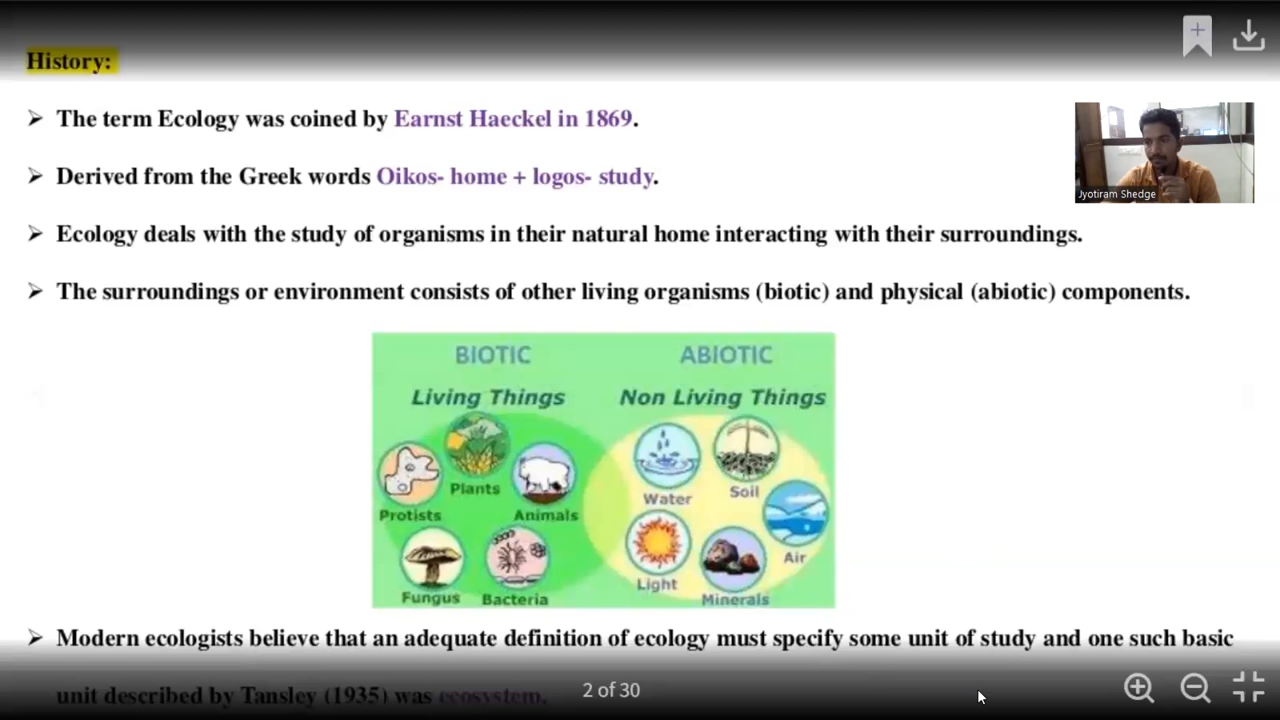 History:
➢ The term Ecology was coined by Earnst Haeckel in 1869.
➢ Derived from the Greek words Oikos- home + logos- study.
Jyotiram Shedge
➢ Ecology deals with the study of organisms in their natural home interacting with their surroundings.
➢ The surroundings or environment consists of other living organisms (biotic) and physical (abiotic) components.
BIOTIC
Living Things
Plants
Protists
Animals
Fungus
Bacteria
ABIOTIC
Non Living Things
Water
Soil
Air
Light
Minerals
➢ Modern ecologists believe that an adequate definition of ecology must specify some unit of study and one such basic
unit described by Tansley (1935) was ecosystem.
2 of 30